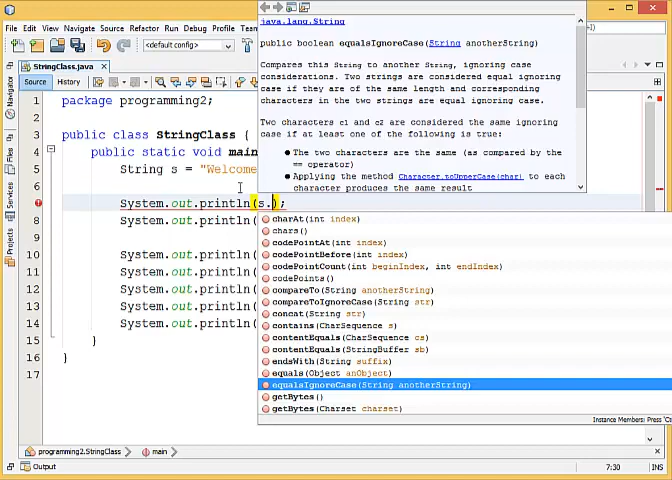 java.lang.String
public boolean equalsIgnoreCase(String anotherString)
Compares this String to another String, ignoring case
considerations. Two strings are considered equal ignoring
case if they are of the same length and corresponding
characters in the two strings are equal ignoring case.
Two characters c1 and c2 are considered the same ignoring
case if at least one of the following is true:
The two characters are the same (as compared by the
== operator)
Applying the method Character.toUpperCase(char) to each
character produces the same result
File Edit View Navigate Source Refactor Run Debug Profile
<default config>
StringClass.java
Source History
Navigator
Files
Services
Projects
1 package programming2;
2
3 public class StringClass {
4 public static void main
5 String s = "Welcome
6
System.out.println(s.);
8 System.out.println(
9
10 System.out.println(
11 System.out.println(
12 System.out.println(
13 System.out.println(
14 System.out.println(
15 }
16 }
17
charAt(int index)
chars()
codePointAt(int index)
codePointBefore(int index)
codePointCount(int beginIndex, int endIndex)
codePoints()
compareTo(String anotherString)
compareToIgnoreCase(String str)
concat(String str)
contains(CharSequence s)
contentEquals(CharSequence cs)
contentEquals(StringBuffer sb)
endsWith(String suffix)
equals(Object anObject)
equalsIgnoreCase(String anotherString)
getBytes()
getBytes(Charset charset)
Instance Members; Press 'Ct
programming2.StringClass main
Output
7:30 INS